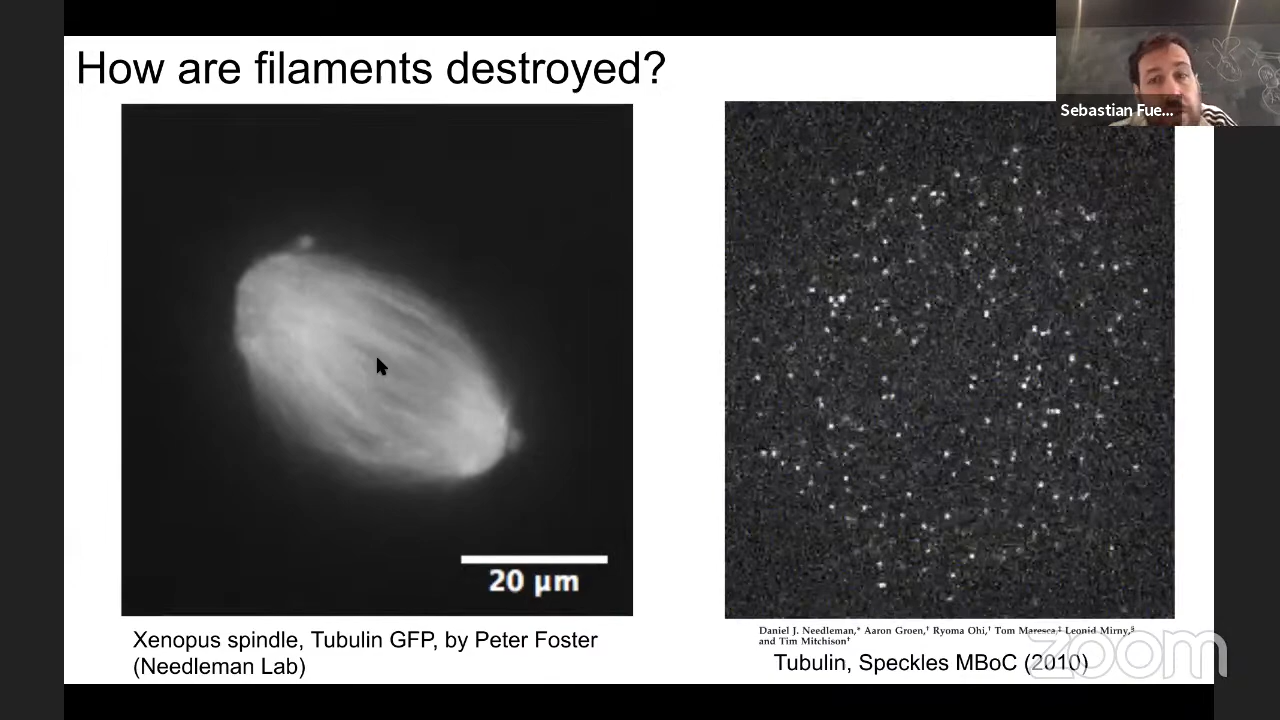 How are filaments destroyed?
Sebastian Fue...
20 µm
Xenopus spindle, Tubulin GFP, by Peter Foster
(Needleman Lab)
Daniel J. Needleman,* Aaron Groen,† Ryoma Ohi,† Tom Maresca,‡ Leonid Mirny,§
and Tim Mitchison†
Tubulin, Speckles MBoC (2010)
zoom